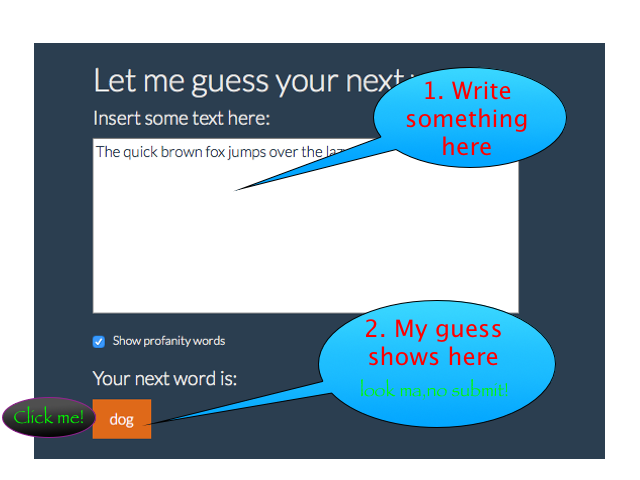 Let me guess your next
1. Write
something
here
Insert some text here:
The quick brown fox jumps over the laz
Show profanity words
2. My guess
shows here
look ma,no submit!
Your next word is:
Click me!
dog